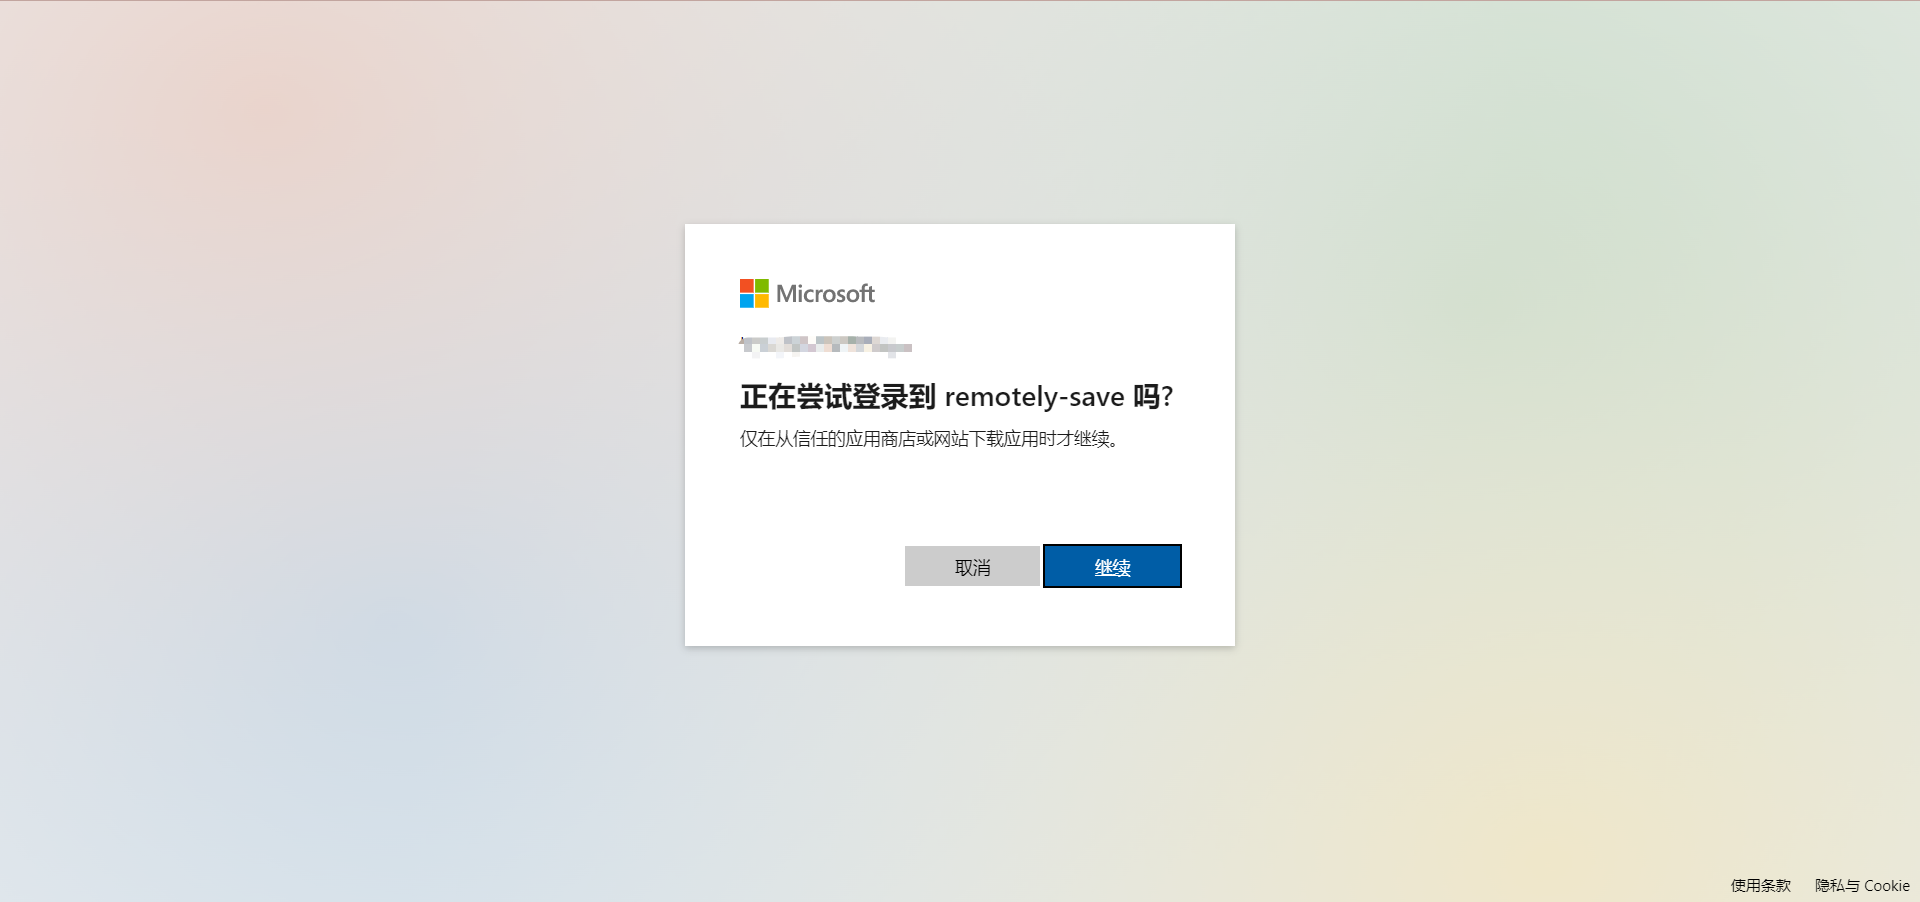 Microsoft
正在尝试登录到 remotely-save 吗?
仅在从信任的应用商店或网站下载应用时才继续。
取消
继续
使用条款
隐私与 Cookie